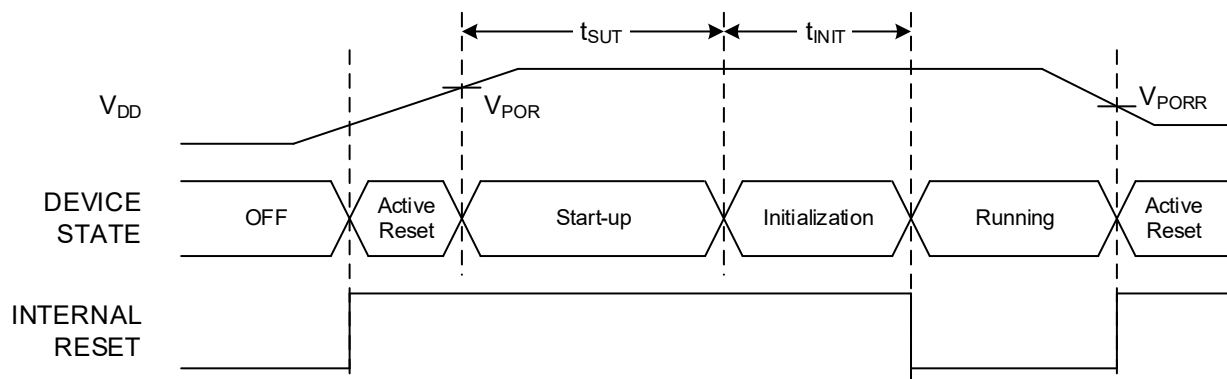 tSUT
tINIT
VDD
VPOR
VPORR
DEVICE
STATE
OFF
Active
Reset
Start-up
Initialization
Running
Active
Reset
INTERNAL
RESET